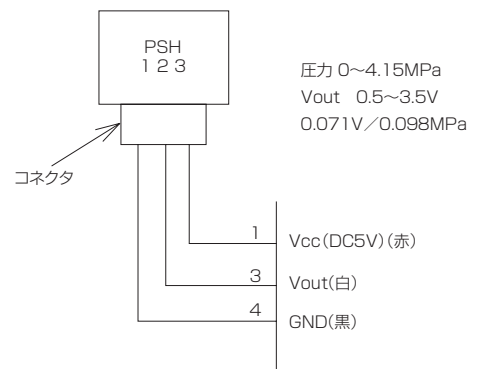 PSH
1 2 3
圧力 0～4.15MPa
Vout 0.5～3.5V
0.071V／0.098MPa
コネクタ
1 Vcc(DC5V)(赤)
3 Vout(白)
4 GND(黒)